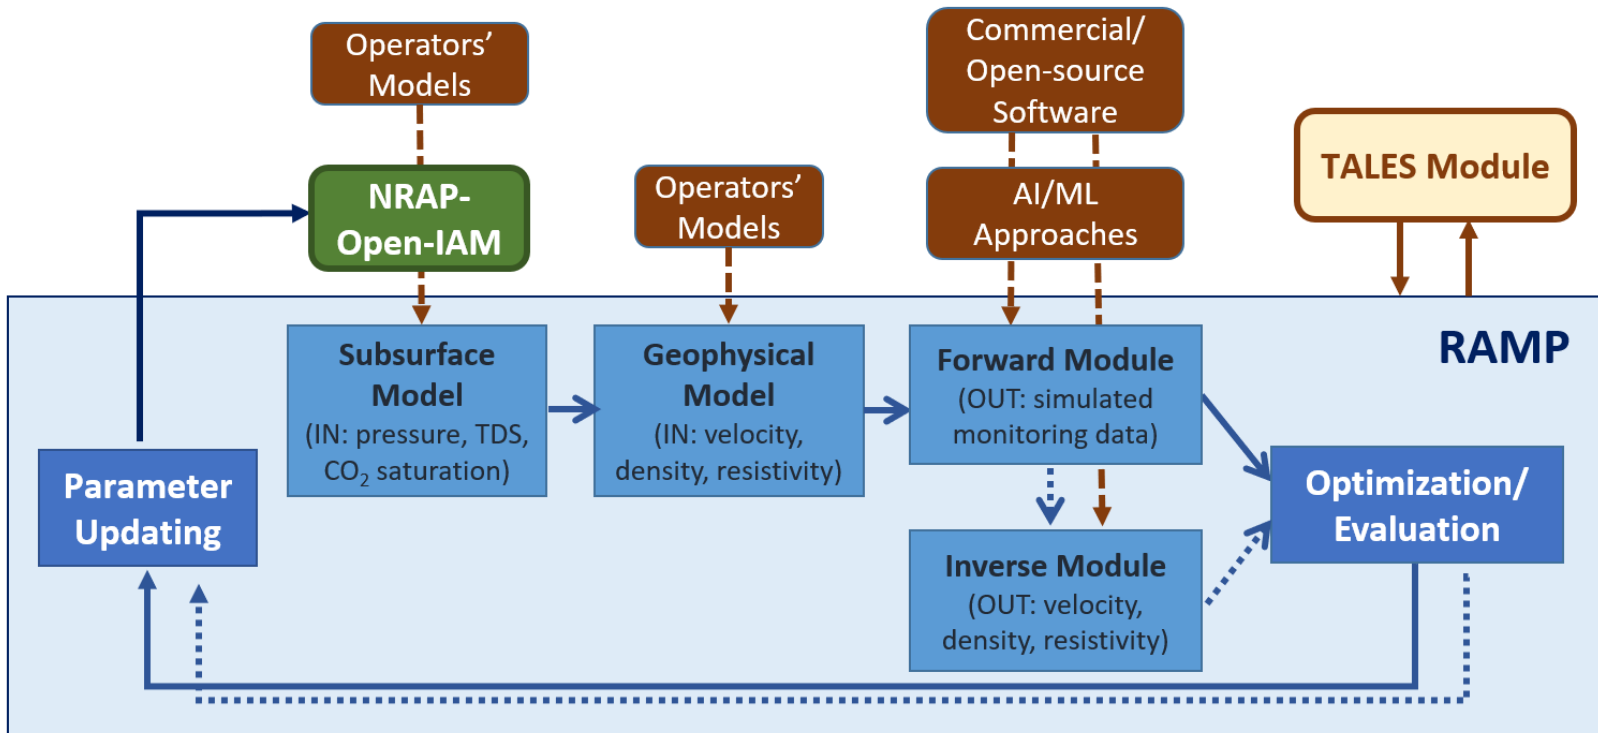 Operators’
Models
Commercial/
Open-source
Software
NRAP-
Open-IAM
Operators’
Models
AI/ML
Approaches
TALES Module
RAMP
Subsurface
Model
(IN: pressure, TDS,
CO₂ saturation)
Geophysical
Model
(IN: velocity,
density, resistivity)
Forward Module
(OUT: simulated
monitoring data)
Parameter
Updating
Optimization/
Evaluation
Inverse Module
(OUT: velocity,
density, resistivity)